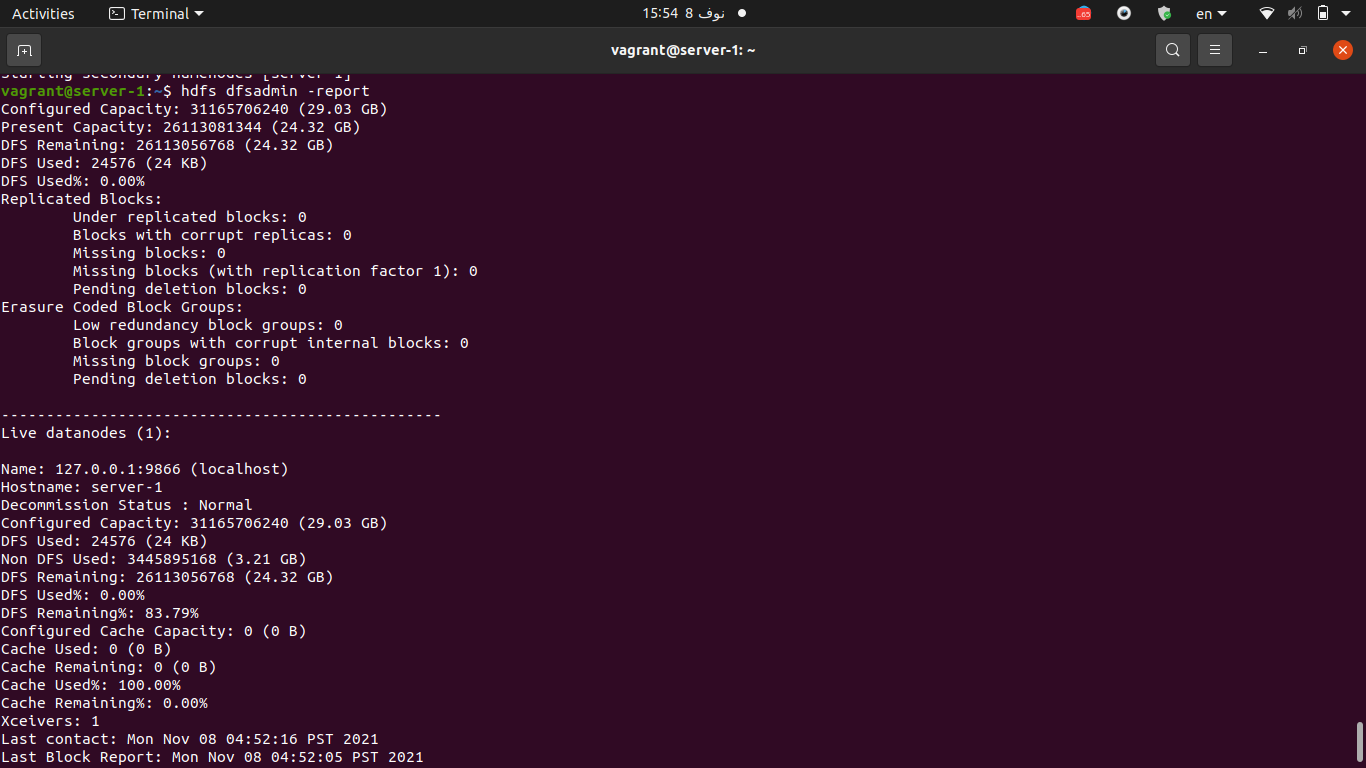 Activities
Terminal
15:54 8 نوف
en
vagrant@server-1: ~
Starting secondary namenodes [server-1]
vagrant@server-1:~$ hdfs dfsadmin -report
Configured Capacity: 31165706240 (29.03 GB)
Present Capacity: 26113081344 (24.32 GB)
DFS Remaining: 26113056768 (24.32 GB)
DFS Used: 24576 (24 KB)
DFS Used%: 0.00%
Replicated Blocks:
Under replicated blocks: 0
Blocks with corrupt replicas: 0
Missing blocks: 0
Missing blocks (with replication factor 1): 0
Pending deletion blocks: 0
Erasure Coded Block Groups:
Low redundancy block groups: 0
Block groups with corrupt internal blocks: 0
Missing block groups: 0
Pending deletion blocks: 0
-------------------------------------------------
Live datanodes (1):
Name: 127.0.0.1:9866 (localhost)
Hostname: server-1
Decommission Status : Normal
Configured Capacity: 31165706240 (29.03 GB)
DFS Used: 24576 (24 KB)
Non DFS Used: 3445895168 (3.21 GB)
DFS Remaining: 26113056768 (24.32 GB)
DFS Used%: 0.00%
DFS Remaining%: 83.79%
Configured Cache Capacity: 0 (0 B)
Cache Used: 0 (0 B)
Cache Remaining: 0 (0 B)
Cache Used%: 100.00%
Cache Remaining%: 0.00%
Xceivers: 1
Last contact: Mon Nov 08 04:52:16 PST 2021
Last Block Report: Mon Nov 08 04:52:05 PST 2021